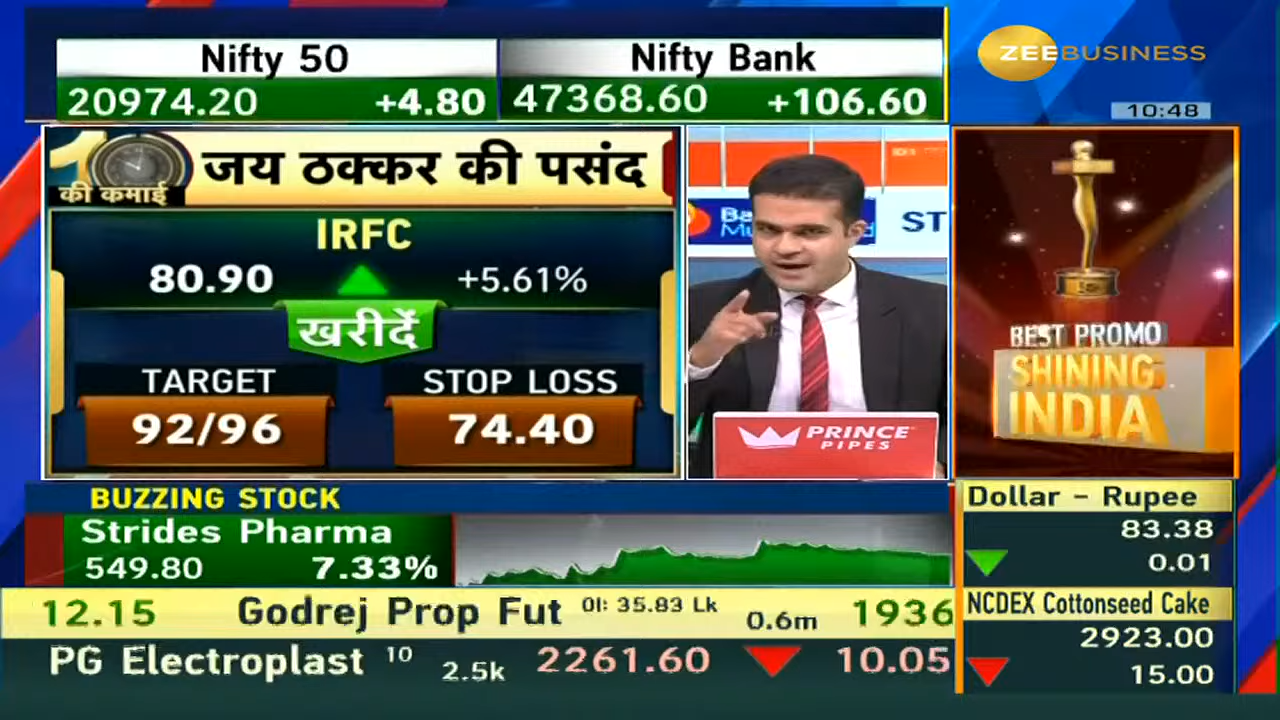 Nifty 50
20974.20 +4.80
Nifty Bank
47368.60 +106.60
ZEEBUSINESS
10:48
की कमाई
जय ठक्कर की पसंद
IRFC
80.90 +5.61%
खरीदें
TARGET
92/96
STOP LOSS
74.40
ST
PRINCE
PIPES
BEST PROMO
SHINING
INDIA
BUZZING STOCK
Strides Pharma
549.80 7.33%
Dollar - Rupee
83.38
0.01
NCDEX Cottonseed Cake
2923.00
15.00
12.15 Godrej Prop Fut OI: 35.83 Lk 0.6m 1936
PG Electroplast 10 2.5k 2261.60 10.05